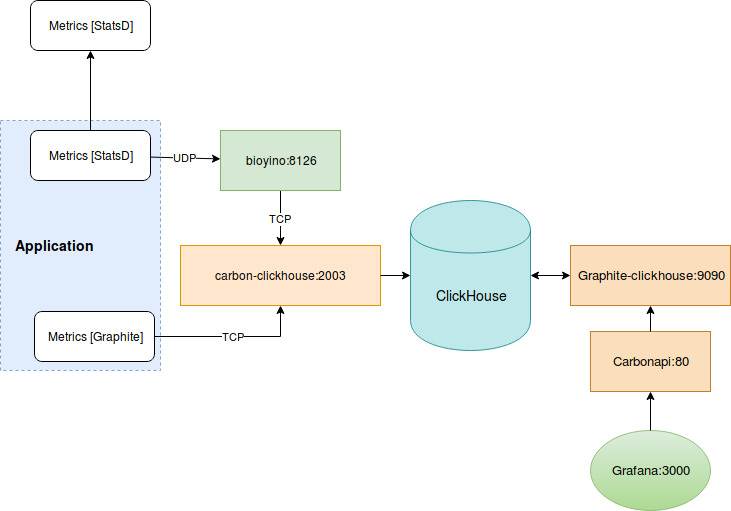 Metrics [StatsD]
Metrics [StatsD]
UDP
bioyino:8126
TCP
Application
carbon-clickhouse:2003
ClickHouse
Graphite-clickhouse:9090
Metrics [Graphite]
TCP
Carbonapi:80
Grafana:3000